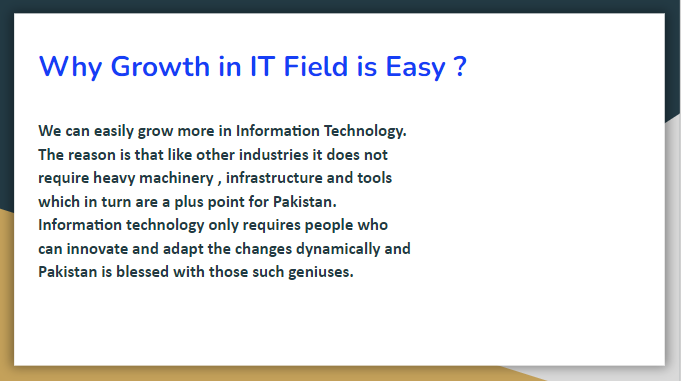 Why Growth in IT Field is Easy ?
We can easily grow more in Information Technology.
The reason is that like other industries it does not
require heavy machinery , infrastructure and tools
which in turn are a plus point for Pakistan.
Information technology only requires people who
can innovate and adapt the changes dynamically and
Pakistan is blessed with those such geniuses.